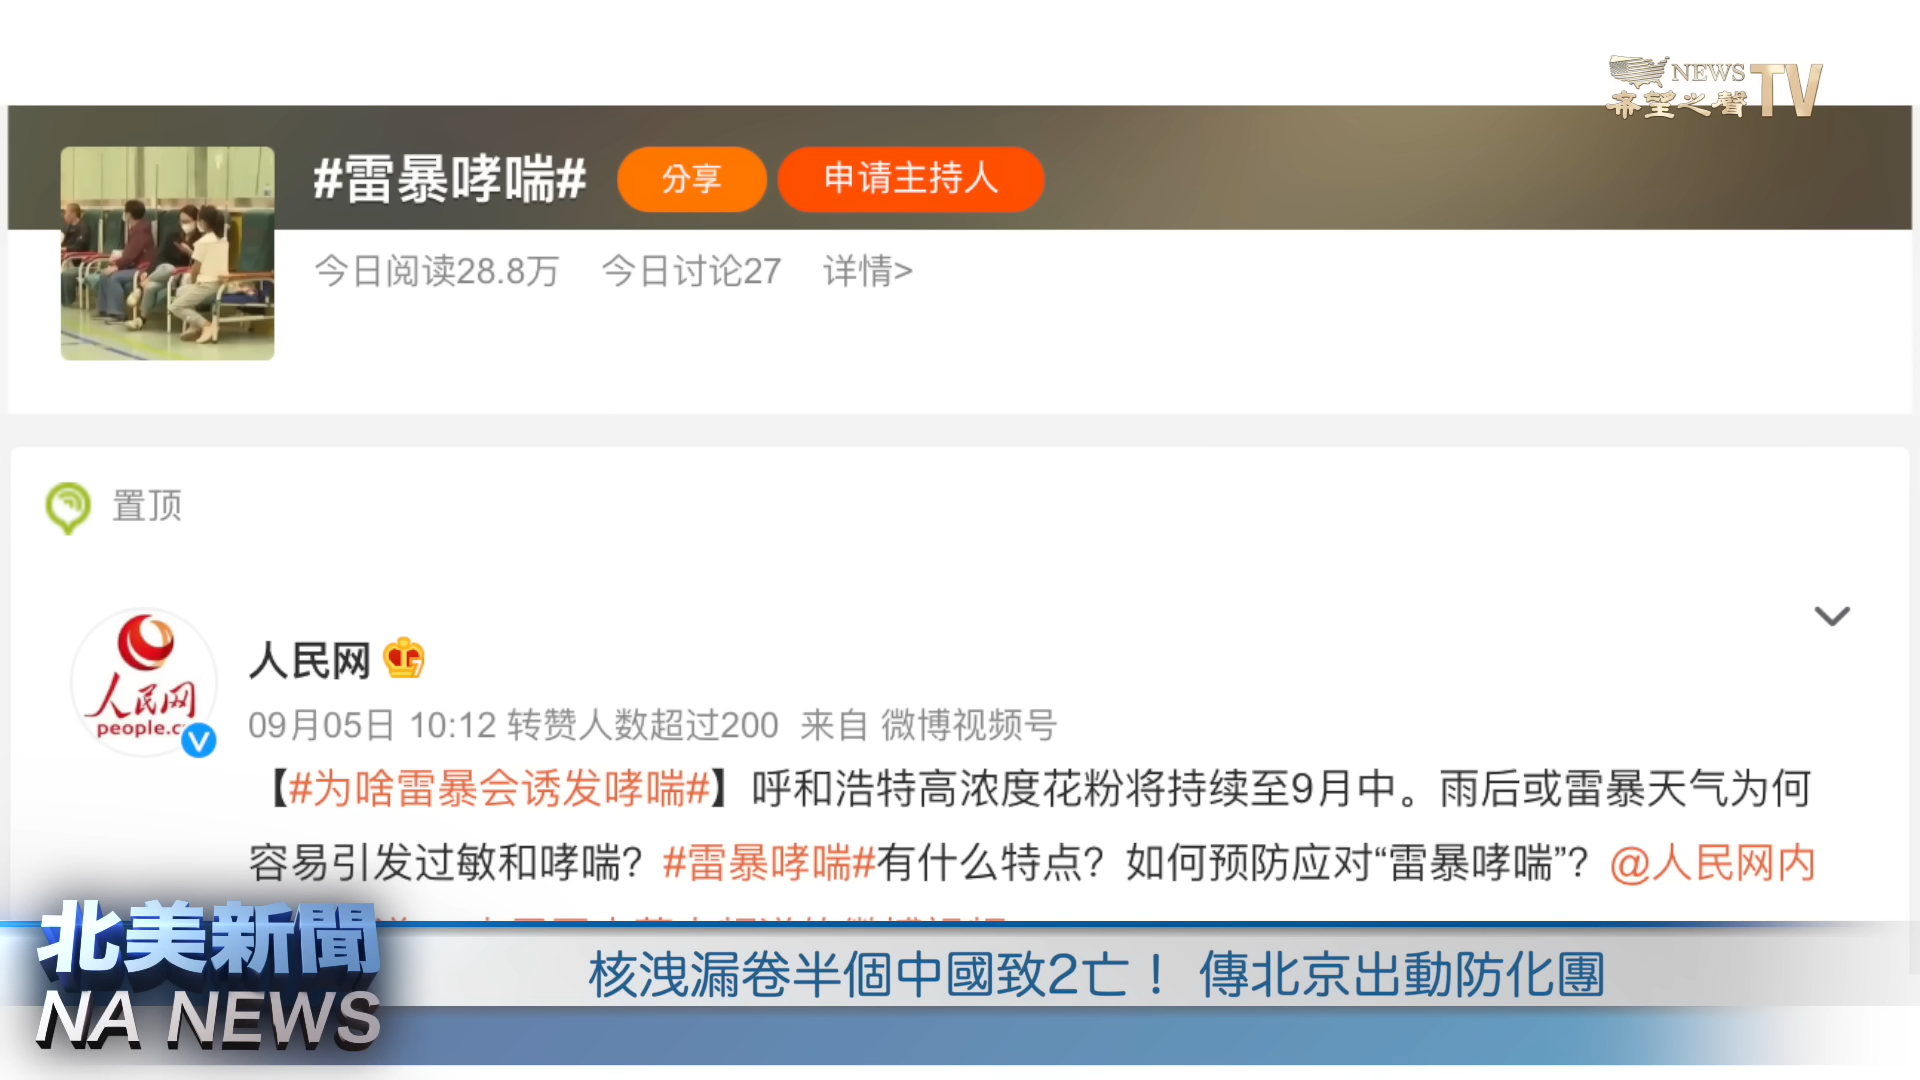 NEWS
希望之聲 TV
#雷暴哮喘# 分享 申请主持人
今日阅读28.8万 今日讨论27 详情>
置顶
人民网
people.c
人民网 7
09月05日 10:12 转赞人数超过200 来自 微博视频号
【#为啥雷暴会诱发哮喘#】呼和浩特高浓度花粉将持续至9月中。雨后或雷暴天气为何
容易引发过敏和哮喘？#雷暴哮喘#有什么特点？如何预防应对“雷暴哮喘”？@人民网内
北美新聞
NA NEWS
核洩漏卷半個中國致2亡！ 傳北京出動防化團